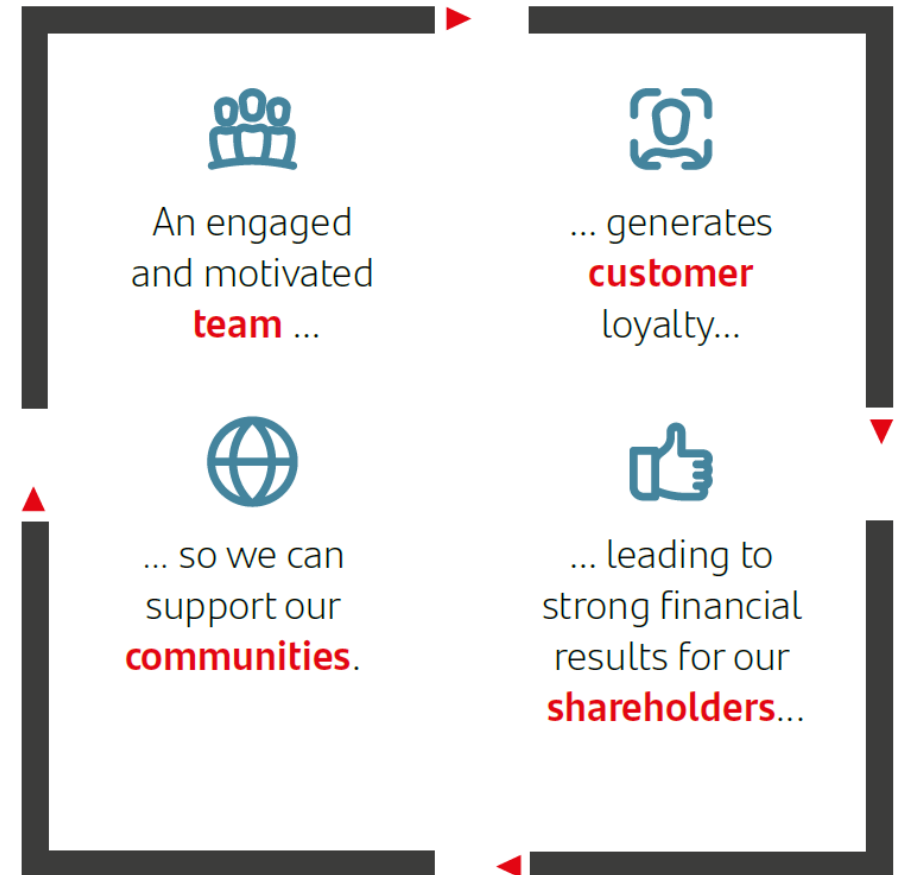 An engaged
and motivated
team ...
... generates
customer
loyalty...
... leading to
strong financial
results for our
shareholders...
... so we can
support our
communities.